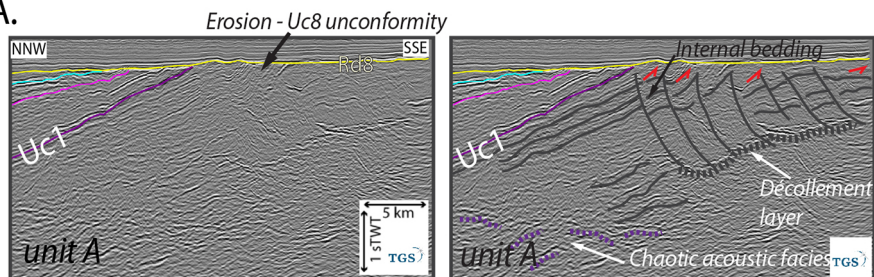 A.
Erosion - Uc8 unconformity
NNW
SSE
Rd8
Uc1
unit A
5 km
1 sTWT
TGS
Internal bedding
Uc1
Décollement
layer
unit A
Chaotic acoustic facies
TGS